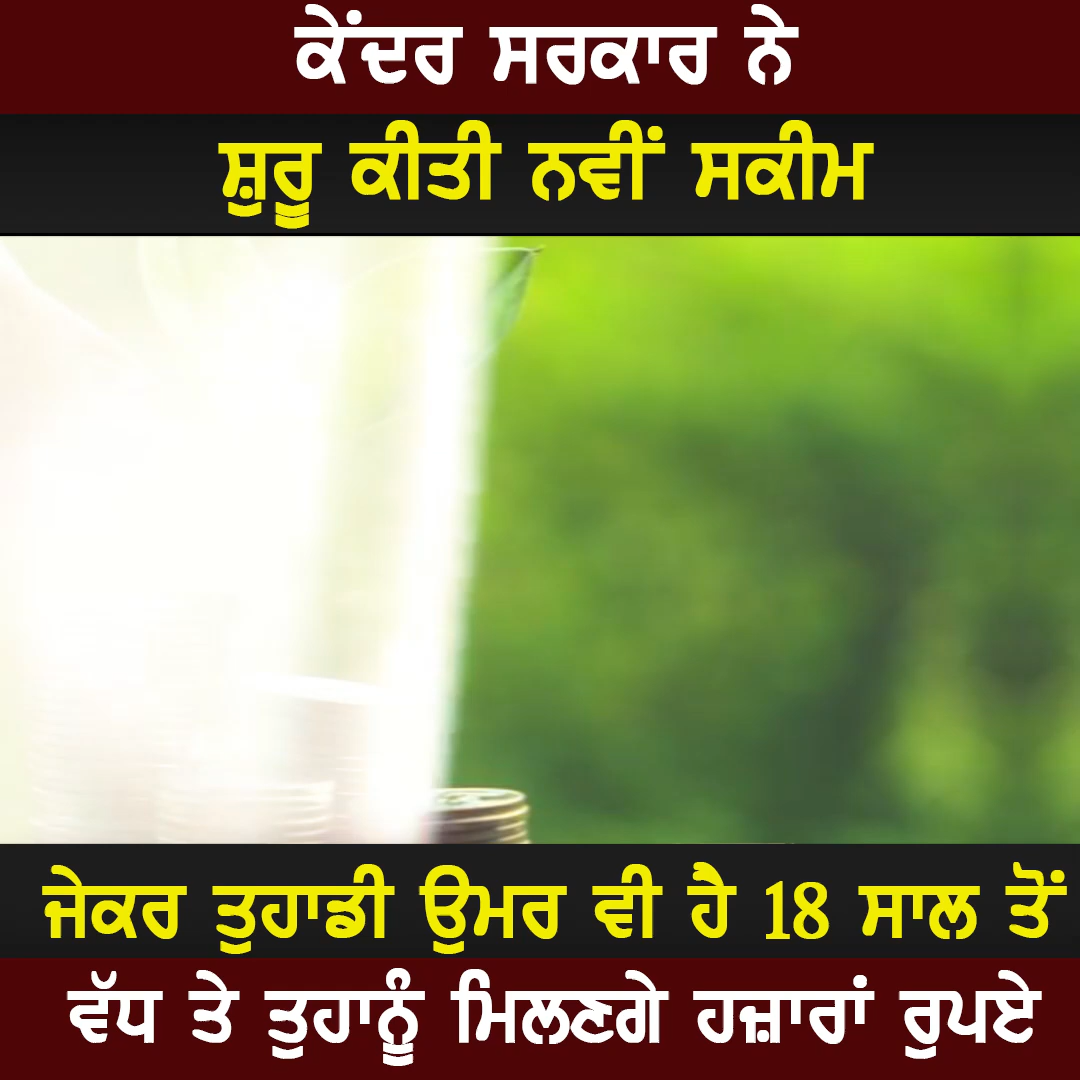 ਕੇਂਦਰ ਸਰਕਾਰ ਨੇ
ਸ਼ੁਰੂ ਕੀਤੀ ਨਵੀਂ ਸਕੀਮ
ਜੇਕਰ ਤੁਹਾਡੀ ਉਮਰ ਵੀ ਹੈ 18 ਸਾਲ ਤੋਂ
ਵੱਧ ਤੇ ਤੁਹਾਨੂੰ ਮਿਲਣਗੇ ਹਜ਼ਾਰਾਂ ਰੁਪਏ